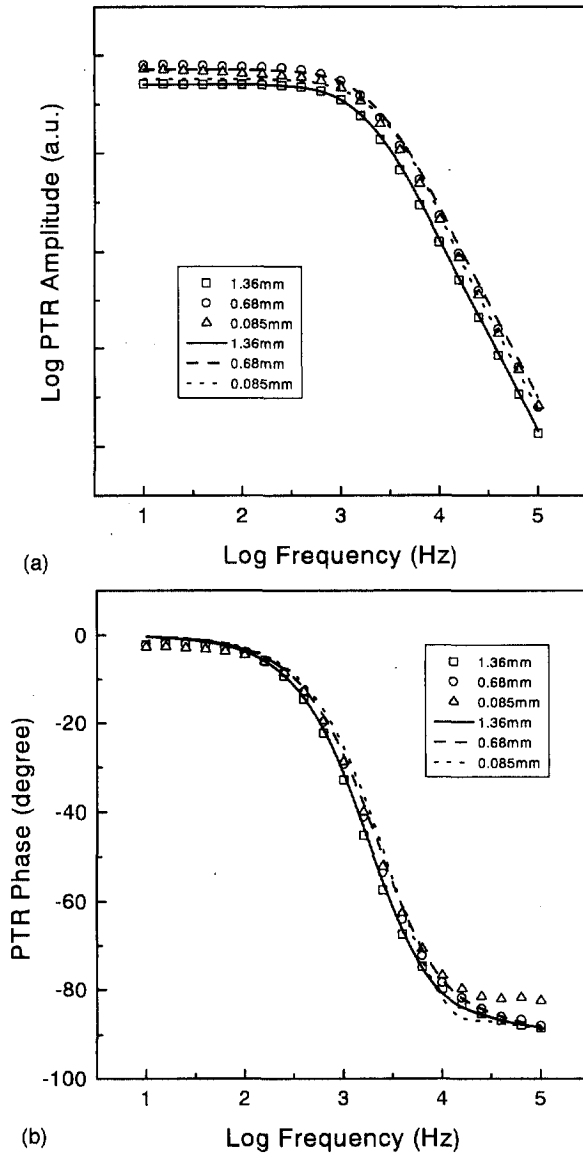 Log PTR Amplitude (a.u.)
1.36mm
0.68mm
0.085mm
1.36mm
0.68mm
0.085mm
1 2 3 4 5
Log Frequency (Hz)
(a)
PTR Phase (degree)
0
-20
-40
-60
-80
-100
1.36mm
0.68mm
0.085mm
1.36mm
0.68mm
0.085mm
1 2 3 4 5
Log Frequency (Hz)
(b)